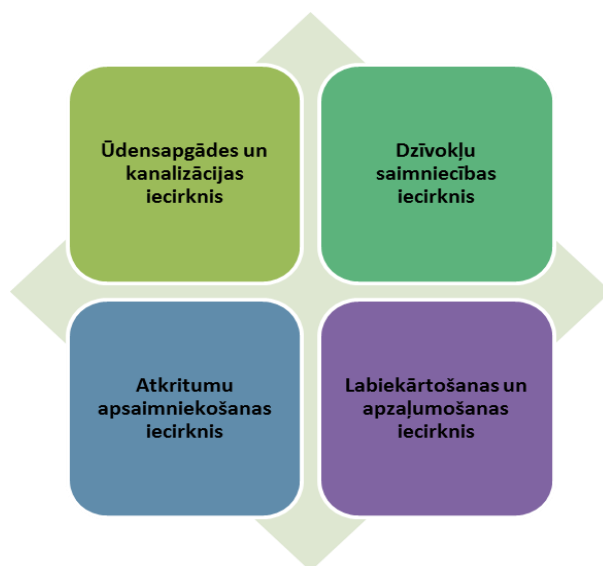 Ūdensapgādes un
kanalizācijas
iecirknis
Dzīvokļu
saimniecības
iecirknis
Atkritumu
apsaimniekošanas
iecirknis
Labiekārtošanas un
apzaļumošanas
iecirknis